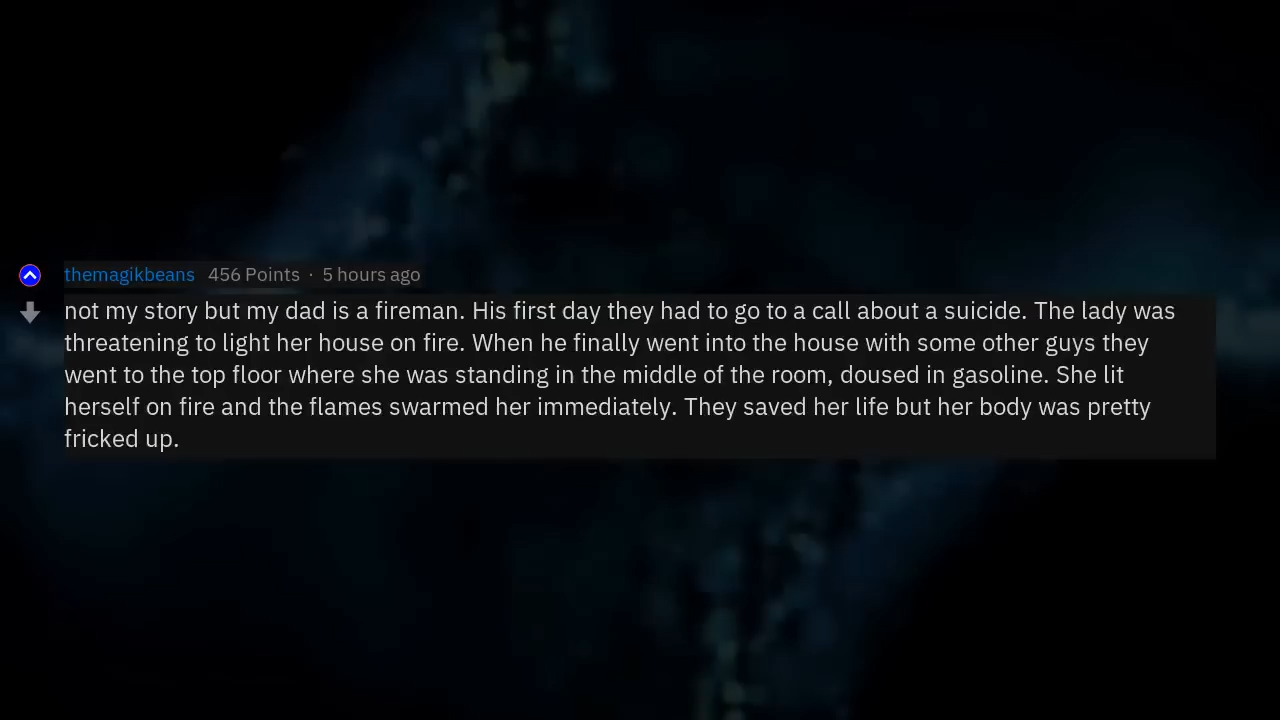 themagikbeans 456 Points · 5 hours ago
not my story but my dad is a fireman. His first day they had to go to a call about a suicide. The lady was
threatening to light her house on fire. When he finally went into the house with some other guys they
went to the top floor where she was standing in the middle of the room, doused in gasoline. She lit
herself on fire and the flames swarmed her immediately. They saved her life but her body was pretty
fricked up.